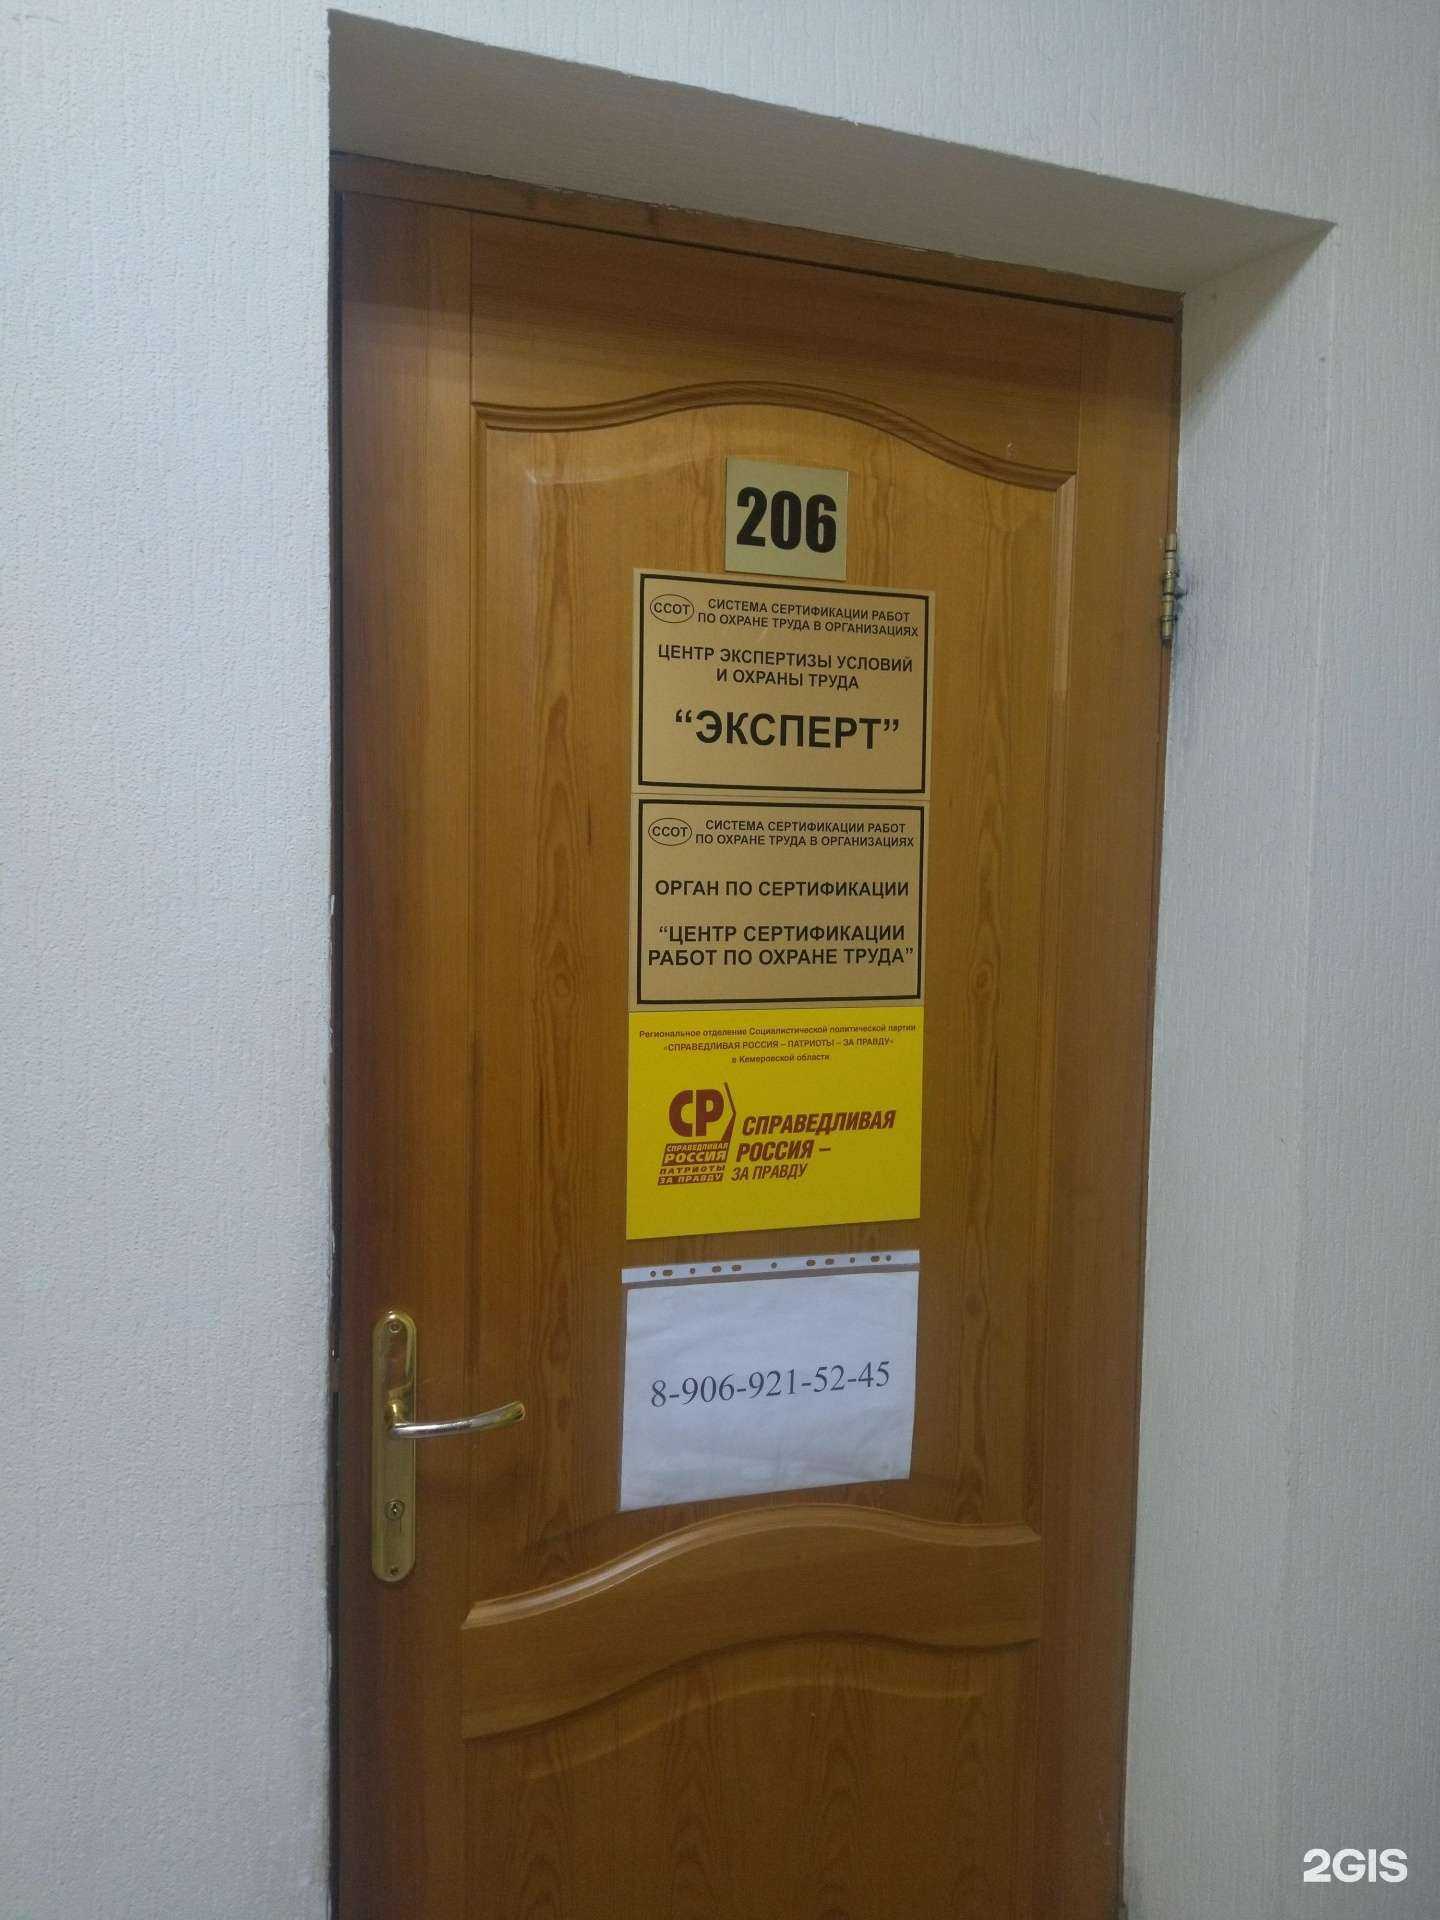 206
ССОТ
СИСТЕМА СЕРТИФИКАЦИИ РАБОТ
ПО ОХРАНЕ ТРУДА В ОРГАНИЗАЦИЯХ
ЦЕНТР ЭКСПЕРТИЗЫ УСЛОВИЙ
И ОХРАНЫ ТРУДА
“ЭКСПЕРТ”
ССОТ
СИСТЕМА СЕРТИФИКАЦИИ РАБОТ
ПО ОХРАНЕ ТРУДА В ОРГАНИЗАЦИЯХ
ОРГАН ПО СЕРТИФИКАЦИИ
“ЦЕНТР СЕРТИФИКАЦИИ
РАБОТ ПО ОХРАНЕ ТРУДА”
Региональное отделение Социалистической политической партии
«СПРАВЕДЛИВАЯ РОССИЯ – ПАТРИОТЫ – ЗА ПРАВДУ»
в Кемеровской области
СР
СПРАВЕДЛИВАЯ
РОССИЯ
ПАТРИОТЫ
ЗА ПРАВДУ
СПРАВЕДЛИВАЯ
РОССИЯ –
ЗА ПРАВДУ
8-906-921-52-45
2GIS